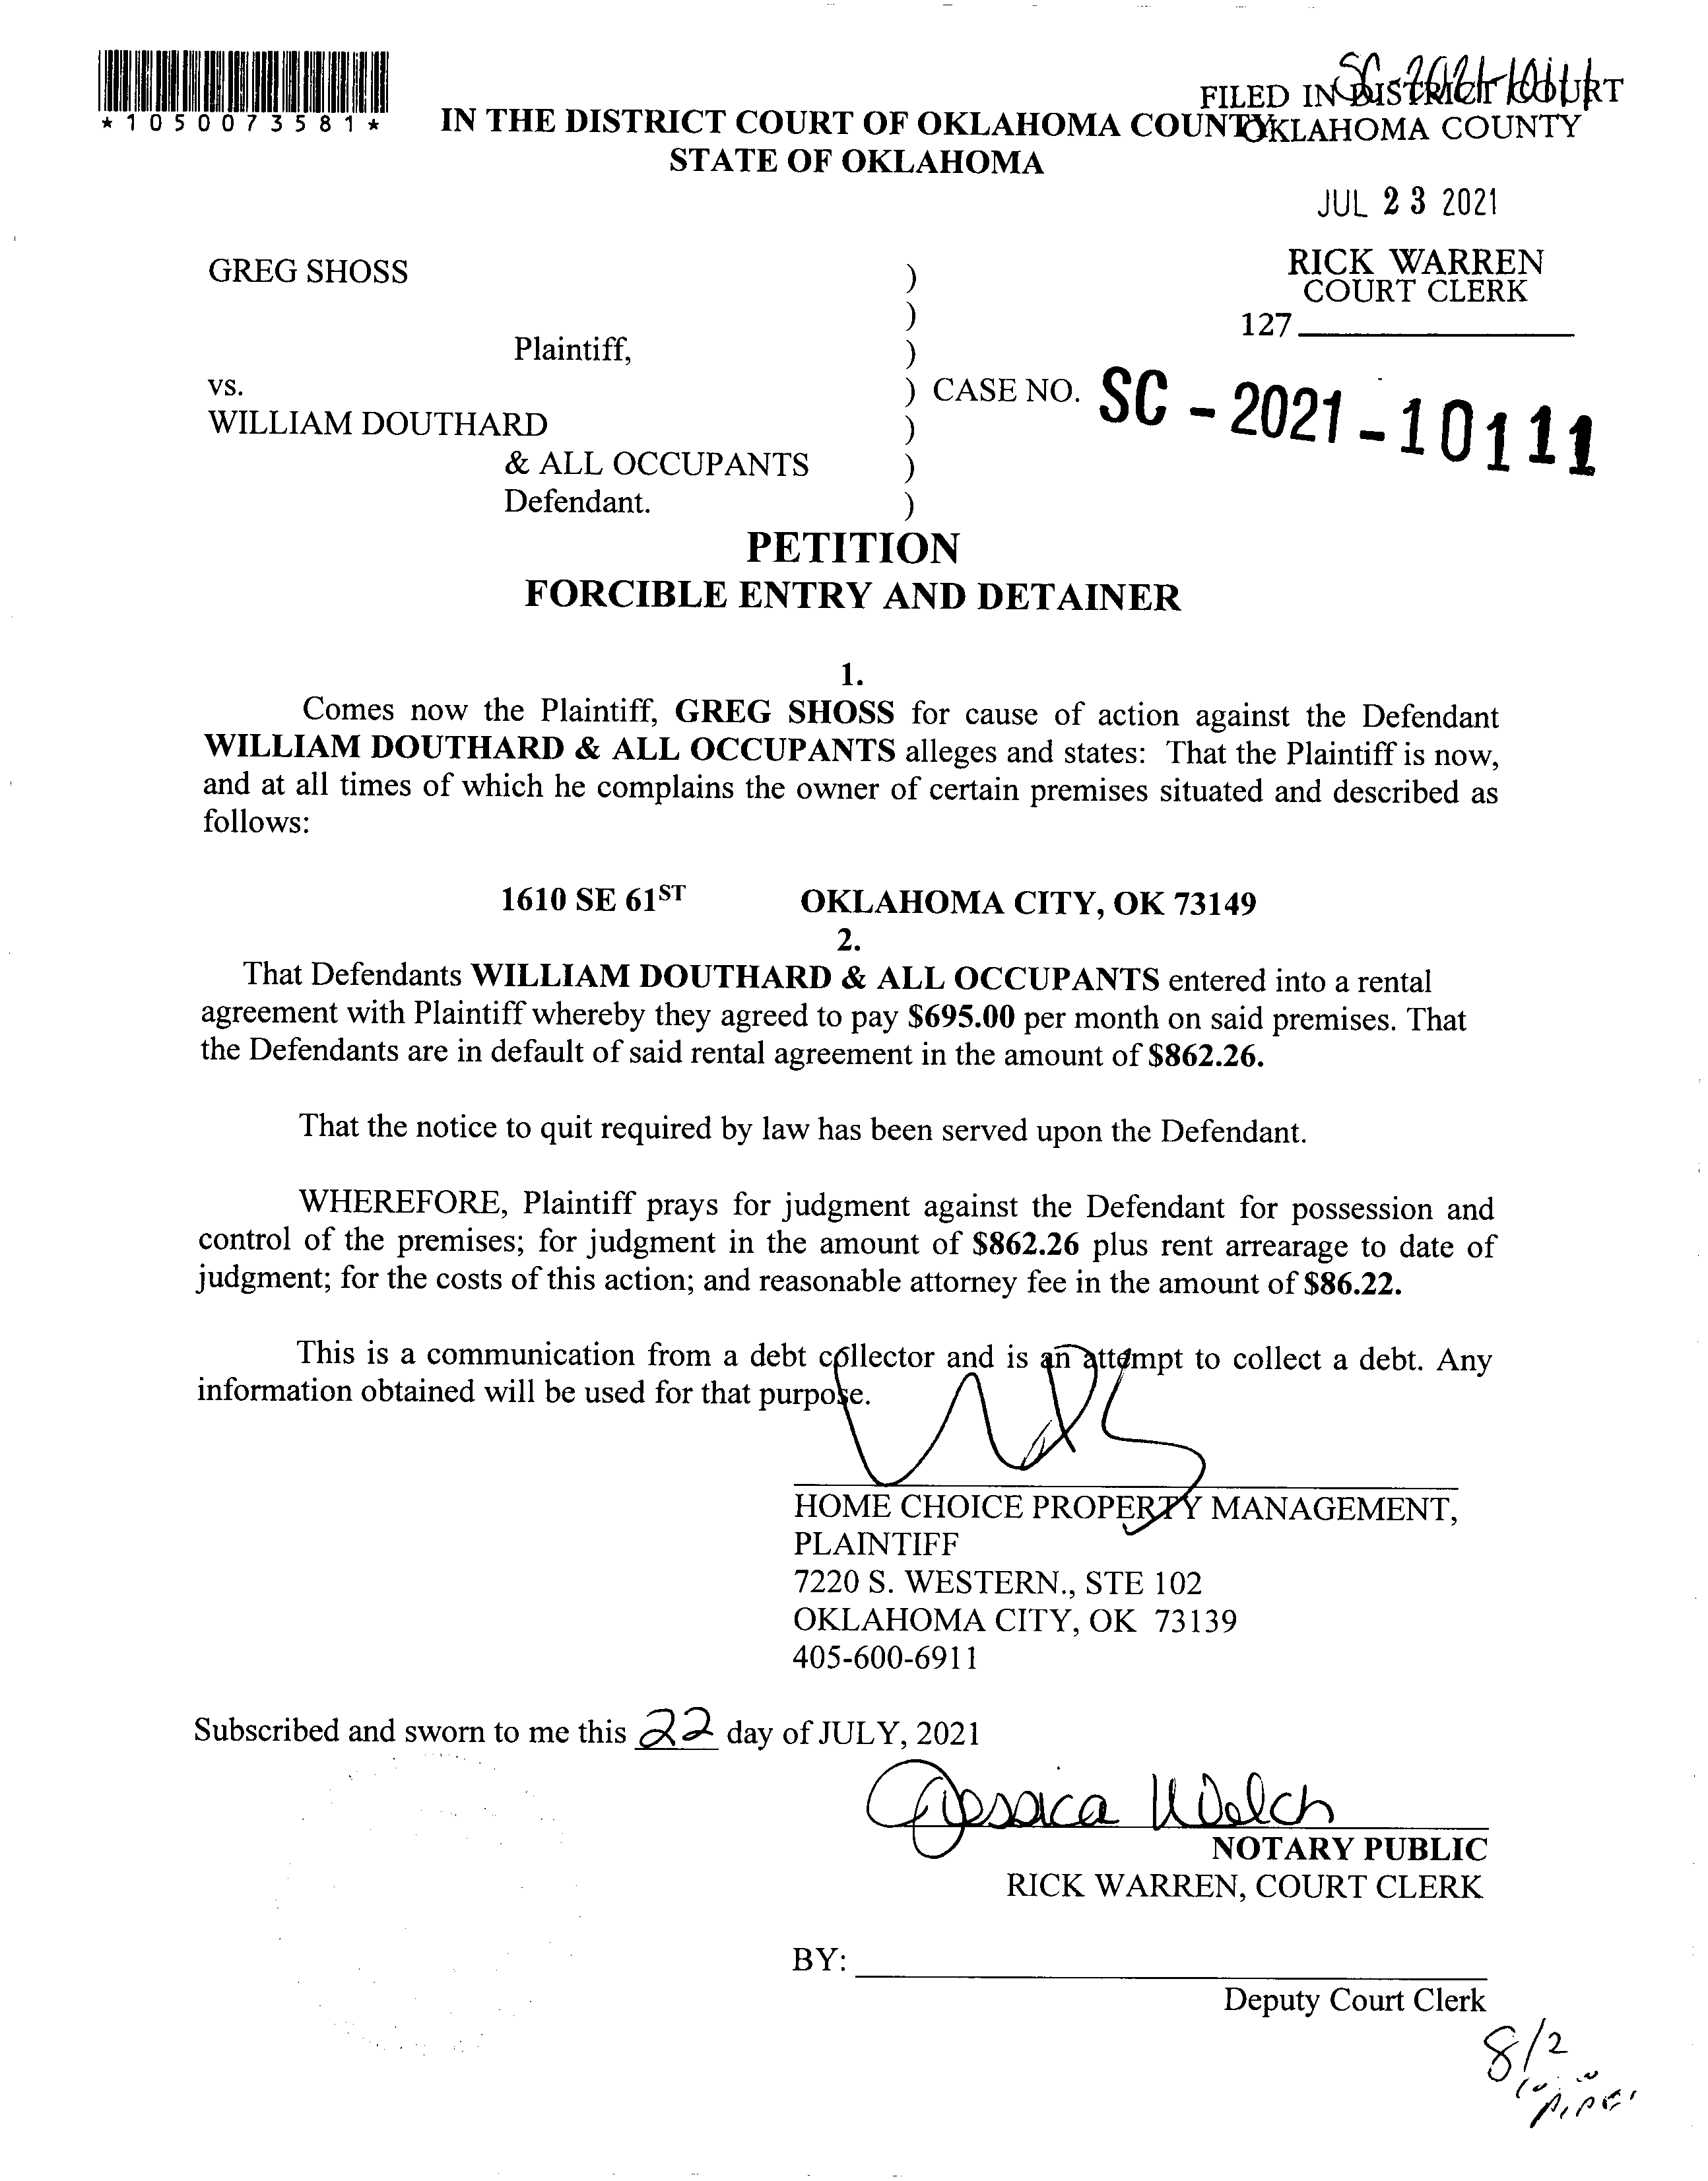 SC-2021-10111
FILED IN DISTRICT COURT
OKLAHOMA COUNTY
*1050073581*
IN THE DISTRICT COURT OF OKLAHOMA COUNTY
STATE OF OKLAHOMA
JUL 23 2021
RICK WARREN
COURT CLERK
127
GREG SHOSS )
)
Plaintiff, )
vs. ) CASE NO. SC-2021-10111
WILLIAM DOUTHARD )
& ALL OCCUPANTS )
Defendant. )
PETITION
FORCIBLE ENTRY AND DETAINER
1.
Comes now the Plaintiff, GREG SHOSS for cause of action against the Defendant
WILLIAM DOUTHARD & ALL OCCUPANTS alleges and states: That the Plaintiff is now,
and at all times of which he complains the owner of certain premises situated and described as
follows:
1610 SE 61ST OKLAHOMA CITY, OK 73149
2.
That Defendants WILLIAM DOUTHARD & ALL OCCUPANTS entered into a rental
agreement with Plaintiff whereby they agreed to pay $695.00 per month on said premises. That
the Defendants are in default of said rental agreement in the amount of $862.26.
That the notice to quit required by law has been served upon the Defendant.
WHEREFORE, Plaintiff prays for judgment against the Defendant for possession and
control of the premises; for judgment in the amount of $862.26 plus rent arrearage to date of
judgment; for the costs of this action; and reasonable attorney fee in the amount of $86.22.
This is a communication from a debt collector and is an attempt to collect a debt. Any
information obtained will be used for that purpose.
HOME CHOICE PROPERTY MANAGEMENT,
PLAINTIFF
7220 S. WESTERN., STE 102
OKLAHOMA CITY, OK 73139
405-600-6911
Subscribed and sworn to me this 22 day of JULY, 2021
Jessica Welch
NOTARY PUBLIC
RICK WARREN, COURT CLERK
BY:
Deputy Court Clerk
8/2